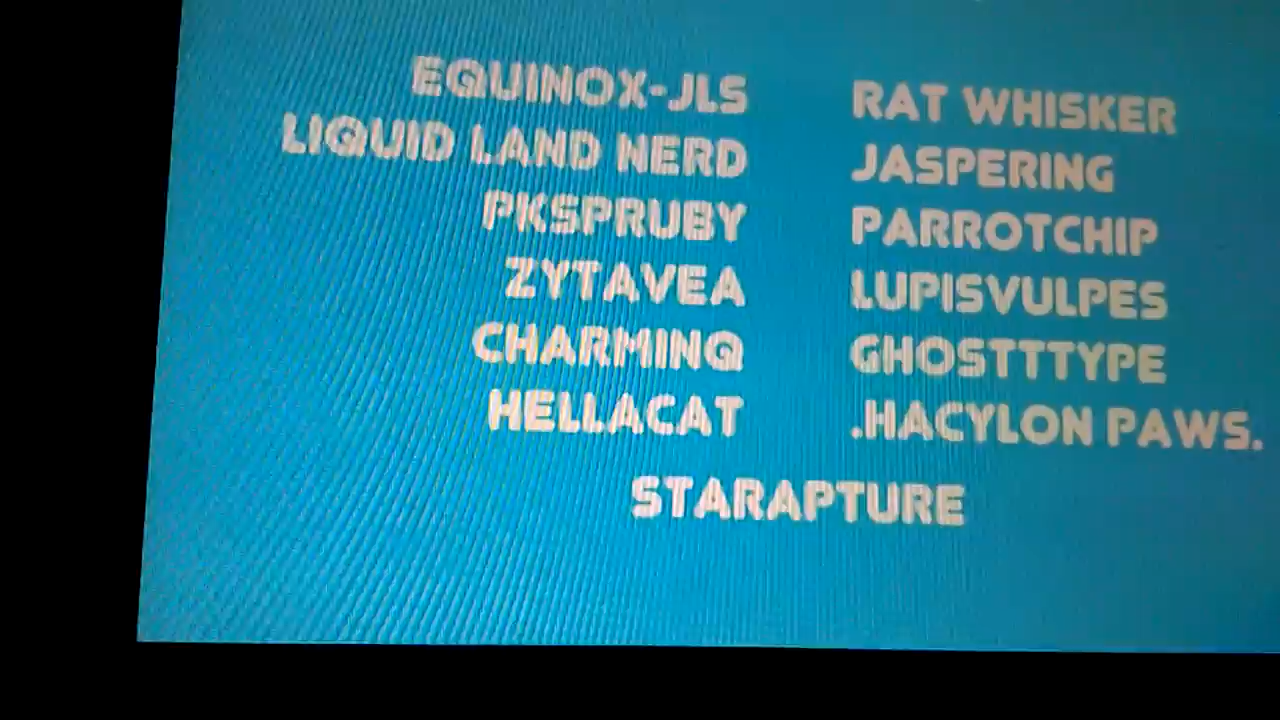 EQUINOX-JLS RAT WHISKER
LIQUID LAND NERD JASPERING
PKSPRUBY PARROTCHIP
ZYTAVEA LUPISVULPES
CHARMINQ GHOSTTTYPE
HELLACAT .HACYLON PAWS.
STARAPTURE